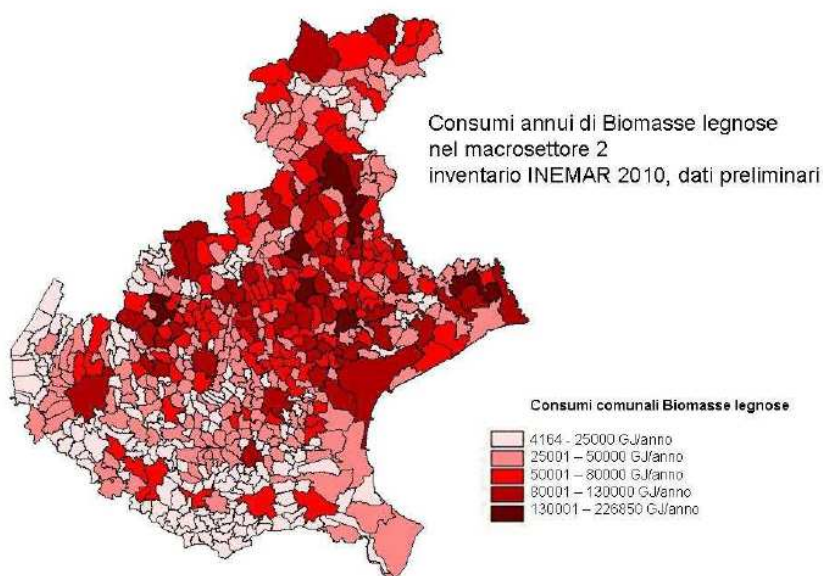 Consumi annui di Biomasse legnose
nel macrosettore 2
inventario INEMAR 2010, dati preliminari
Consumi comunali Biomasse legnose
4164 - 25000 GJ/anno
25001 – 50000 GJ/anno
50001 – 80000 GJ/anno
80001 – 130000 GJ/anno
130001 – 226850 GJ/anno